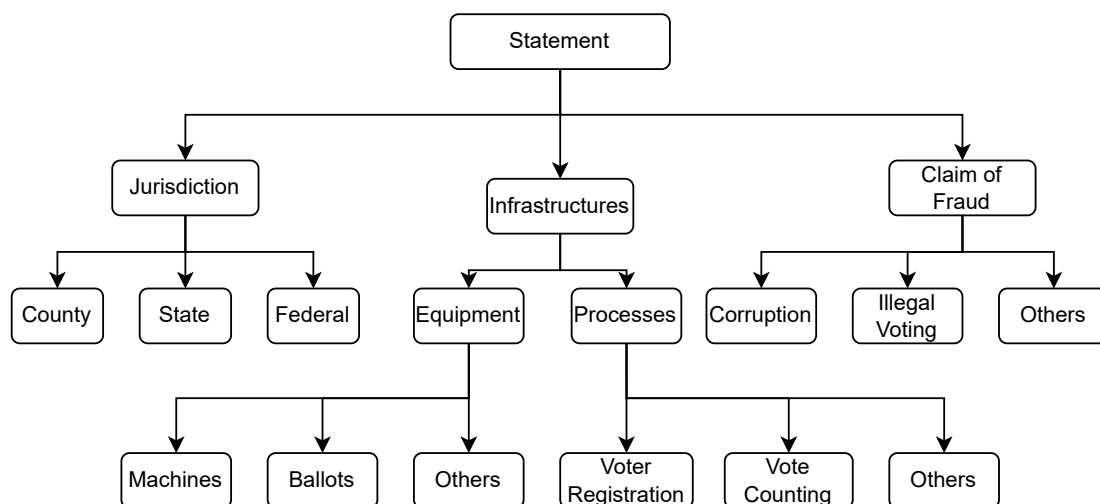 Statement
Jurisdiction
Infrastructures
Claim of
Fraud
County
State
Federal
Equipment
Processes
Corruption
Illegal
Voting
Others
Machines
Ballots
Others
Voter
Registration
Vote
Counting
Others